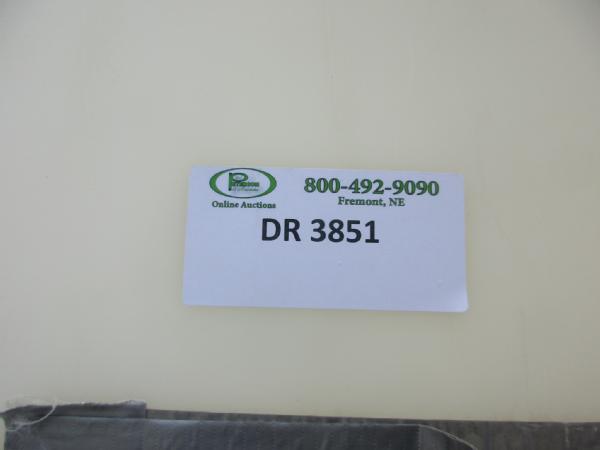 800-492-9090
Online Auctions
Fremont, NE
DR 3851